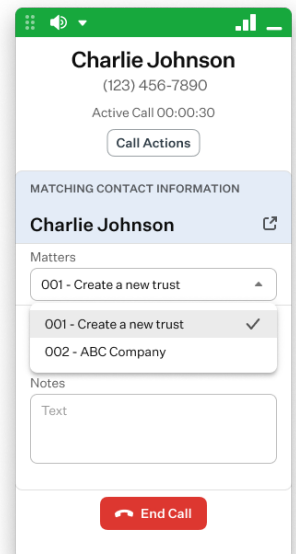 Charlie Johnson
(123) 456-7890
Active Call 00:00:30
Call Actions
MATCHING CONTACT INFORMATION
Charlie Johnson
Matters
001 - Create a new trust
001 - Create a new trust
002 - ABC Company
Notes
Text
End Call